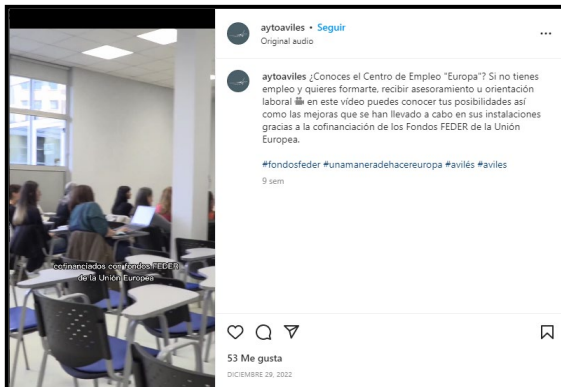 aytoaviles • Seguir
Original audio
aytoaviles ¿Conoces el Centro de Empleo "Europa"? Si no tienes
empleo y quieres formarte, recibir asesoramiento u orientación
laboral en este vídeo puedes conocer tus posibilidades así
como las mejoras que se han llevado a cabo en sus instalaciones
gracias a la cofinanciación de los Fondos FEDER de la Unión
Europea.
#fondosfeder #unamaneradehacereuropa #avilés #aviles
9 sem
cofinanciados con fondos FEDER
de la Unión Europea
53 Me gusta
DICIEMBRE 29, 2022